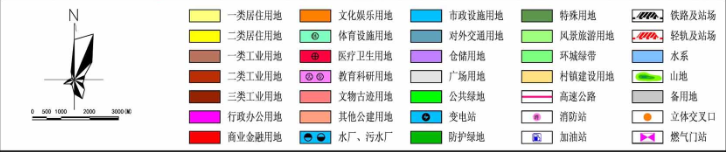 N
0 500 1000 2000 3000 (米)
一类居住用地
二类居住用地
一类工业用地
二类工业用地
三类工业用地
行政办公用地
商业金融用地
文化娱乐用地
体育设施用地
医疗卫生用地
教育科研用地
文物古迹用地
其他公建用地
水厂、污水厂
市政设施用地
对外交通用地
仓储用地
广场用地
公共绿地
变电站
防护绿地
特殊用地
风景旅游用地
环城绿带
村镇建设用地
高速公路
消防站
加油站
铁路及站场
轻轨及站场
水系
山地
备用地
立体交叉口
燃气门站